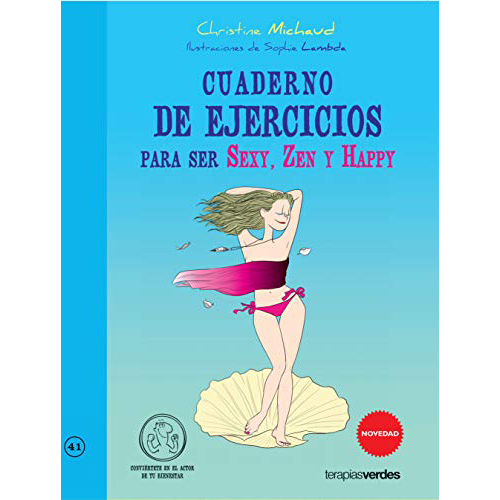 Christine Michaud
Ilustraciones de Sophie Lambda
CUADERNO
DE EJERCICIOS
PARA SER SEXY, ZEN Y HAPPY
NOVEDAD
41
CONVIÉRTETE EN EL ACTOR
DE TU BIENESTAR
terapiasverdes